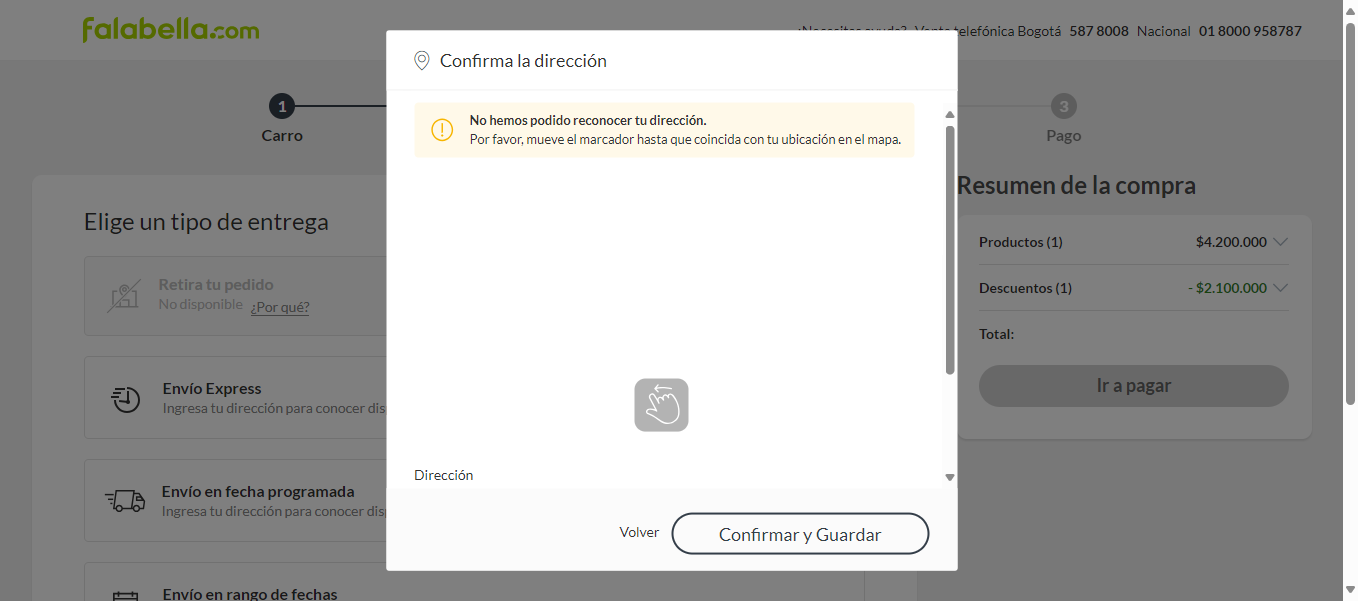 falabella.com
¿Necesitas ayuda? Venta telefónica Bogotá 587 8008 Nacional 01 8000 958787
Confirma la dirección
1
Carro
3
Pago
No hemos podido reconocer tu dirección.
Por favor, mueve el marcador hasta que coincida con tu ubicación en el mapa.
Elige un tipo de entrega
Retira tu pedido
No disponible ¿Por qué?
Envío Express
Ingresa tu dirección para conocer
Envío en fecha programada
Ingresa tu dirección para conocer
Envío en rango de fechas
Dirección
Volver
Confirmar y Guardar
Resumen de la compra
Productos (1) $4.200.000
Descuentos (1) - $2.100.000
Total:
Ir a pagar